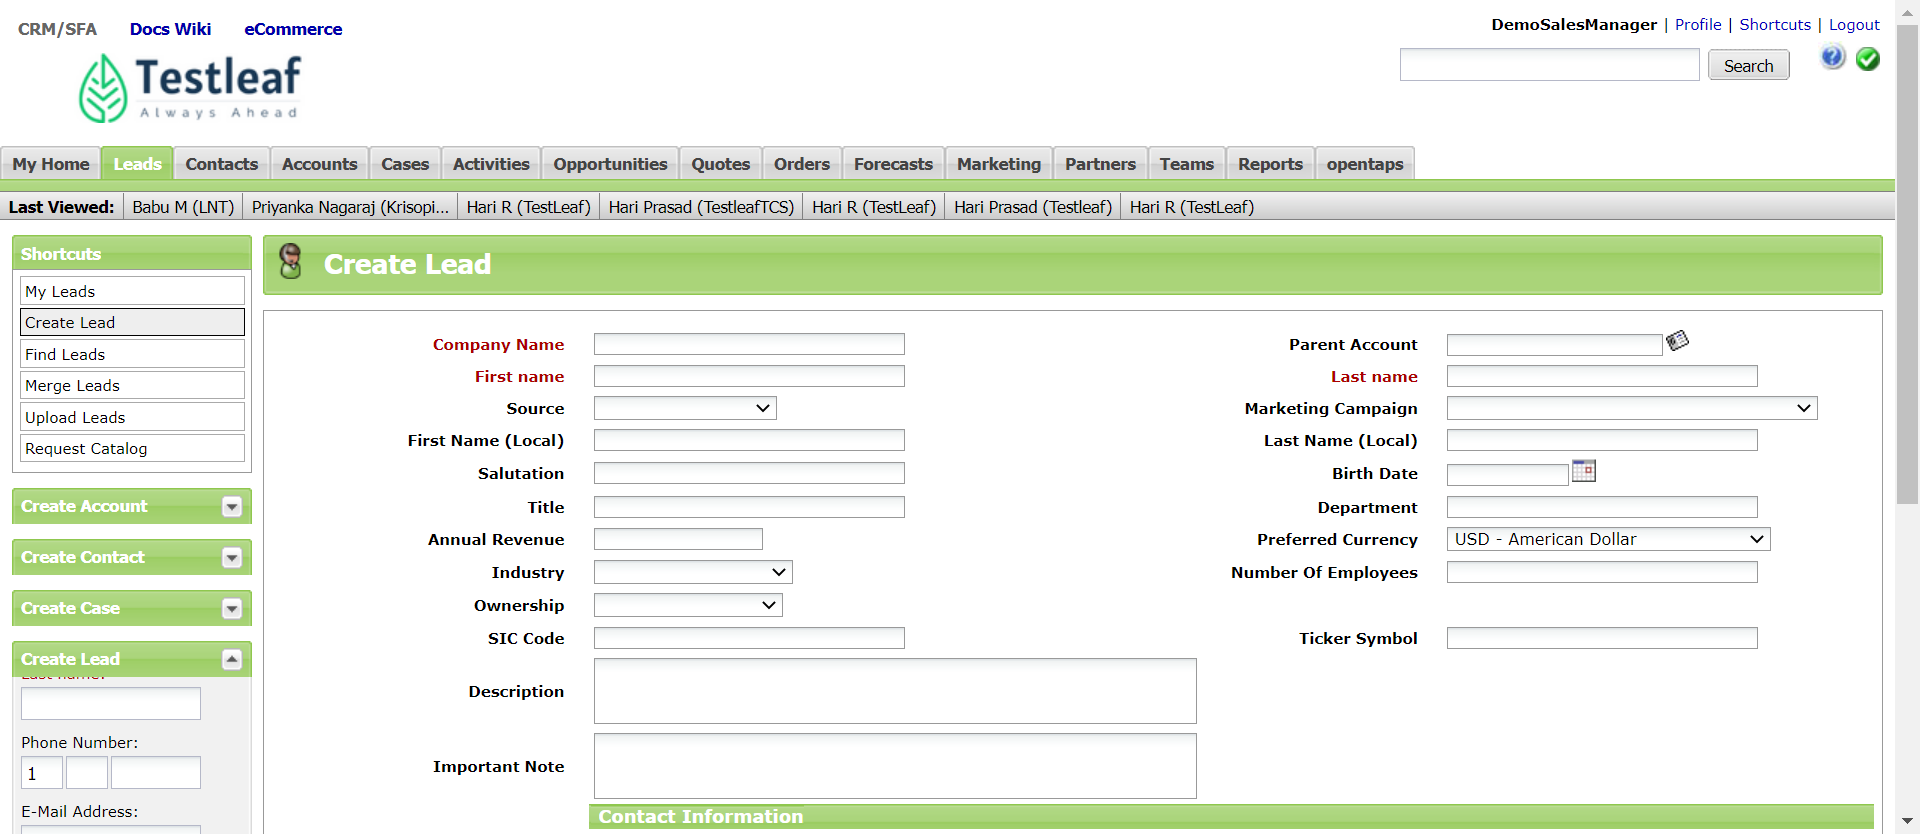 CRM/SFA Docs Wiki eCommerce
DemoSalesManager | Profile | Shortcuts | Logout
Search
Testleaf
Always Ahead
My Home Leads Contacts Accounts Cases Activities Opportunities Quotes Orders Forecasts Marketing Partners Teams Reports opentaps
Last Viewed: Babu M (LNT) Priyanka Nagaraj (Krisopi... Hari R (TestLeaf) Hari Prasad (TestleafTCS) Hari R (TestLeaf) Hari Prasad (Testleaf) Hari R (TestLeaf)
Shortcuts
My Leads
Create Lead
Find Leads
Merge Leads
Upload Leads
Request Catalog
Create Account
Create Contact
Create Case
Create Lead
Last name:
Phone Number:
1
E-Mail Address:
Create Lead
Company Name Parent Account
First name Last name
Source Marketing Campaign
First Name (Local) Last Name (Local)
Salutation Birth Date
Title Department
Annual Revenue Preferred Currency USD - American Dollar
Industry Number Of Employees
Ownership
SIC Code Ticker Symbol
Description
Important Note
Contact Information